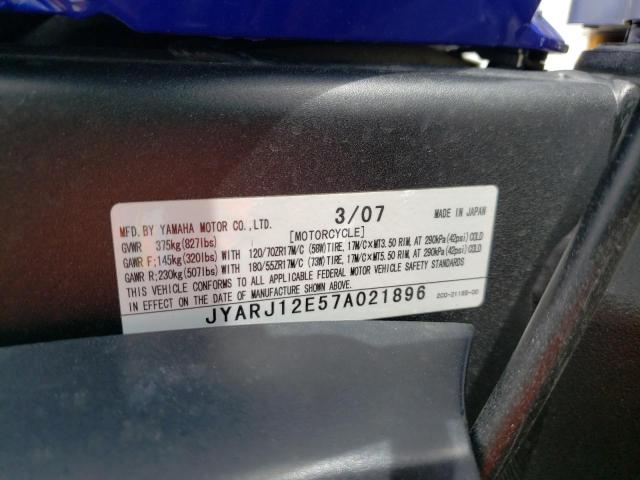 MFD. BY YAMAHA MOTOR CO., LTD. 3/07 MADE IN JAPAN
GVWR 375kg(827lbs) [MOTORCYCLE]
GAWR F;145kg(320lbs)WITH 120/70ZR17M/C (58W)TIRE, 17M/C×MT3.50 RIM, AT 290kPa(42psi)COLD
GAWR R;230kg(507lbs)WITH 180/55ZR17M/C (73W)TIRE, 17M/C×MT5.50 RIM, AT 290kPa(42psi)COLD
THIS VEHICLE CONFORMS TO ALL APPLICABLE FEDERAL MOTOR VEHICLE SAFETY STANDARDS
IN EFFECT ON THE DATE OF MANUFACTURE SHOWN ABOVE.
JYARJ12E57A021896 2C0-2118B-00